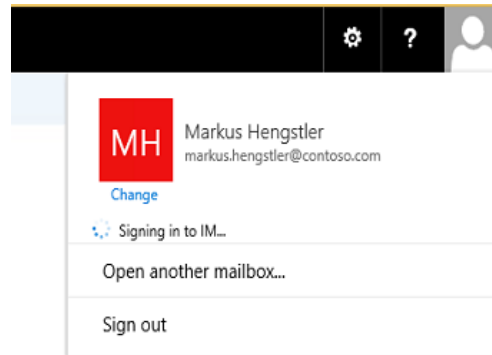 ?
MH
Markus Hengstler
markus.hengstler@contoso.com
Change
Signing in to IM...
Open another mailbox...
Sign out